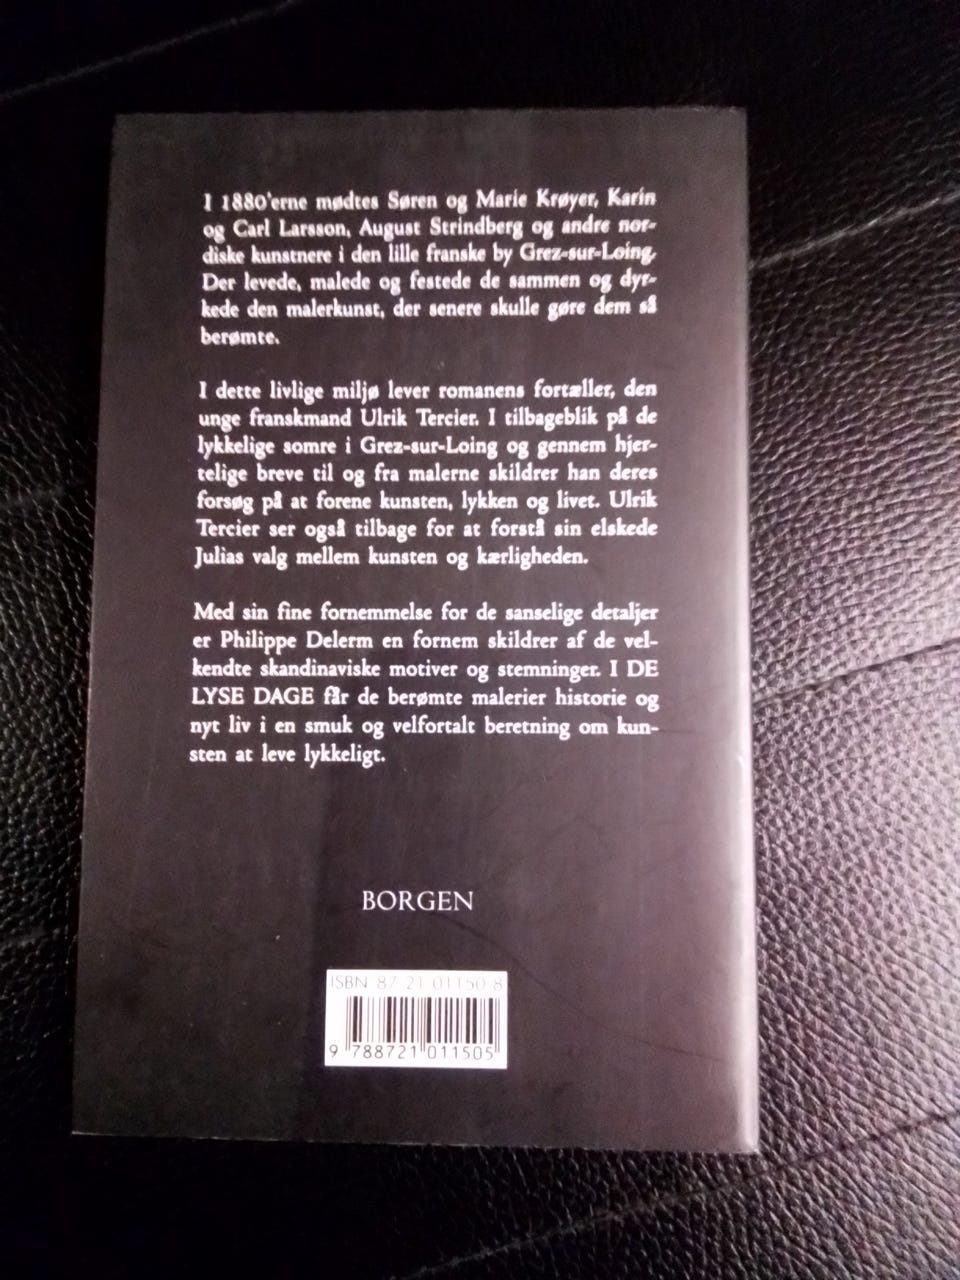 I 1880'erne mødtes Søren og Marie Krøyer, Karin
og Carl Larsson, August Strindberg og andre nor-
diske kunstnere i den lille franske by Grez-sur-Loing.
Der levede, malede og festede de sammen og dyr-
kede den malerkunst, der senere skulle gøre dem så
berømte.
I dette livlige miljø lever romanens fortæller, den
unge franskmand Ulrik Tercier. I tilbageblik på de
lykkelige somre i Grez-sur-Loing og gennem hjer-
telige breve til og fra malerne skildrer han deres
forsøg på at forene kunsten, lykken og livet. Ulrik
Tercier ser også tilbage for at forstå sin elskede
Julias valg mellem kunsten og kærligheden.
Med sin fine fornemmelse for de sanselige detaljer
er Philippe Delerm en fornem skildrer af de vel-
kendte skandinaviske motiver og stemninger. I DE
LYSE DAGE får de berømte malerier historie og
nyt liv i en smuk og velfortalt beretning om kun-
sten at leve lykkeligt.
BORGEN
ISBN 87 21 01150 8
9 788721 011505